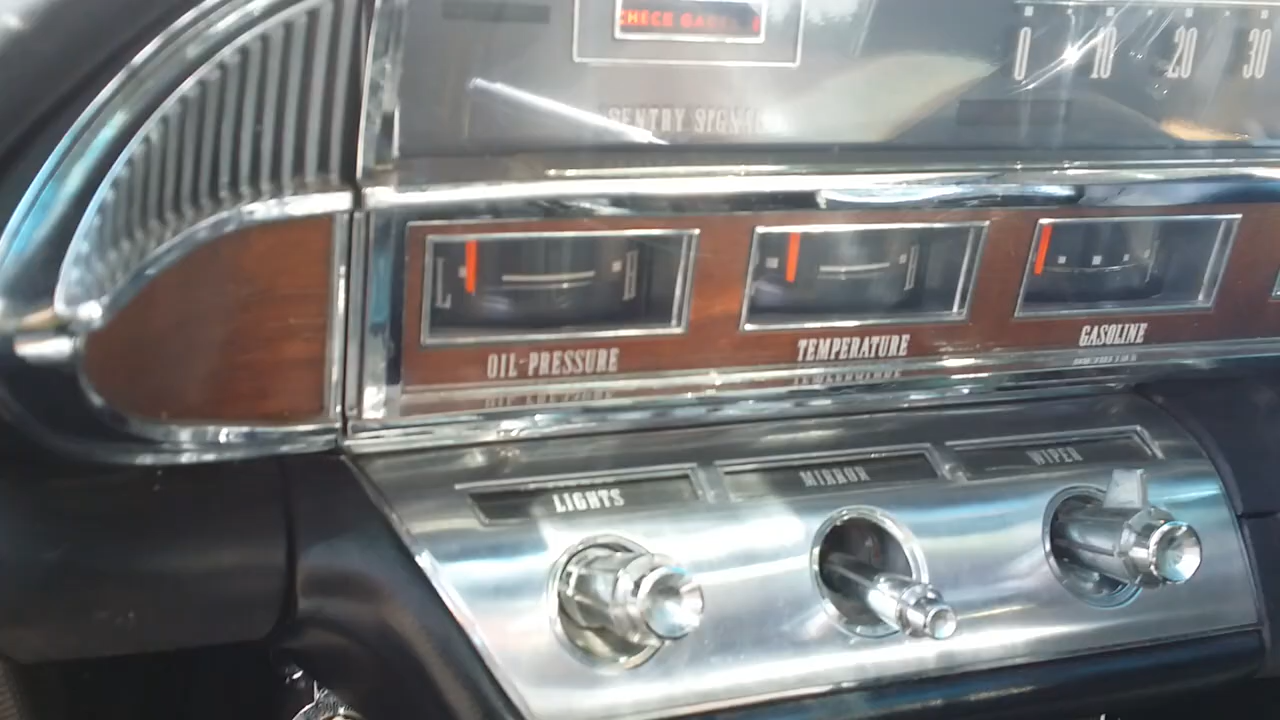 CHECK GAGES
0 10 20 30
SENTRY SIGNAL
L H
OIL-PRESSURE
TEMPERATURE
GASOLINE
LIGHTS
MIRROR
WIPER